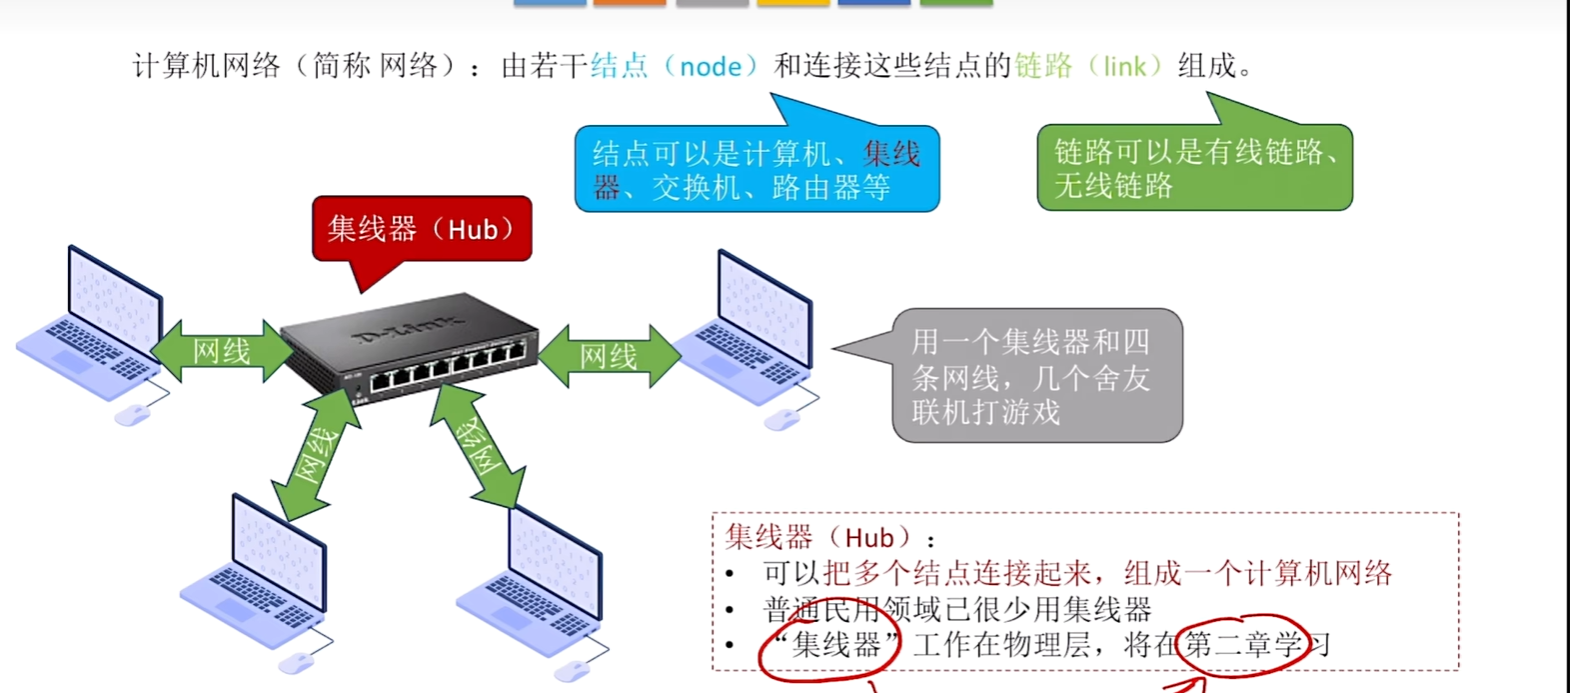 计算机网络（简称 网络）：由若干结点（node）和连接这些结点的链路（link）组成。
结点可以是计算机、集线
器、交换机、路由器等
链路可以是有线链路、
无线链路
集线器（Hub）
D-Link
网线
网线
网线
网线
用一个集线器和四
条网线，几个舍友
联机打游戏
集线器（Hub）：
• 可以把多个结点连接起来，组成一个计算机网络
• 普通民用领域已很少用集线器
• “集线器”工作在物理层，将在第二章学习